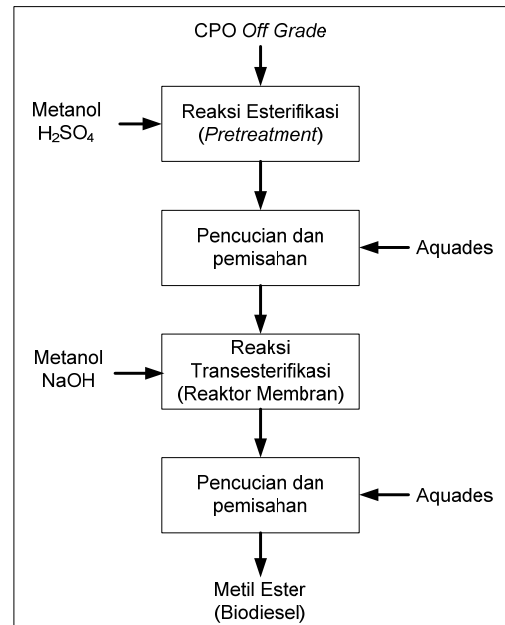 CPO Off Grade
Metanol
H₂SO₄
Reaksi Esterifikasi
(Pretreatment)
Pencucian dan
pemisahan
Aquades
Metanol
NaOH
Reaksi
Transesterifikasi
(Reaktor Membran)
Pencucian dan
pemisahan
Aquades
Metil Ester
(Biodiesel)